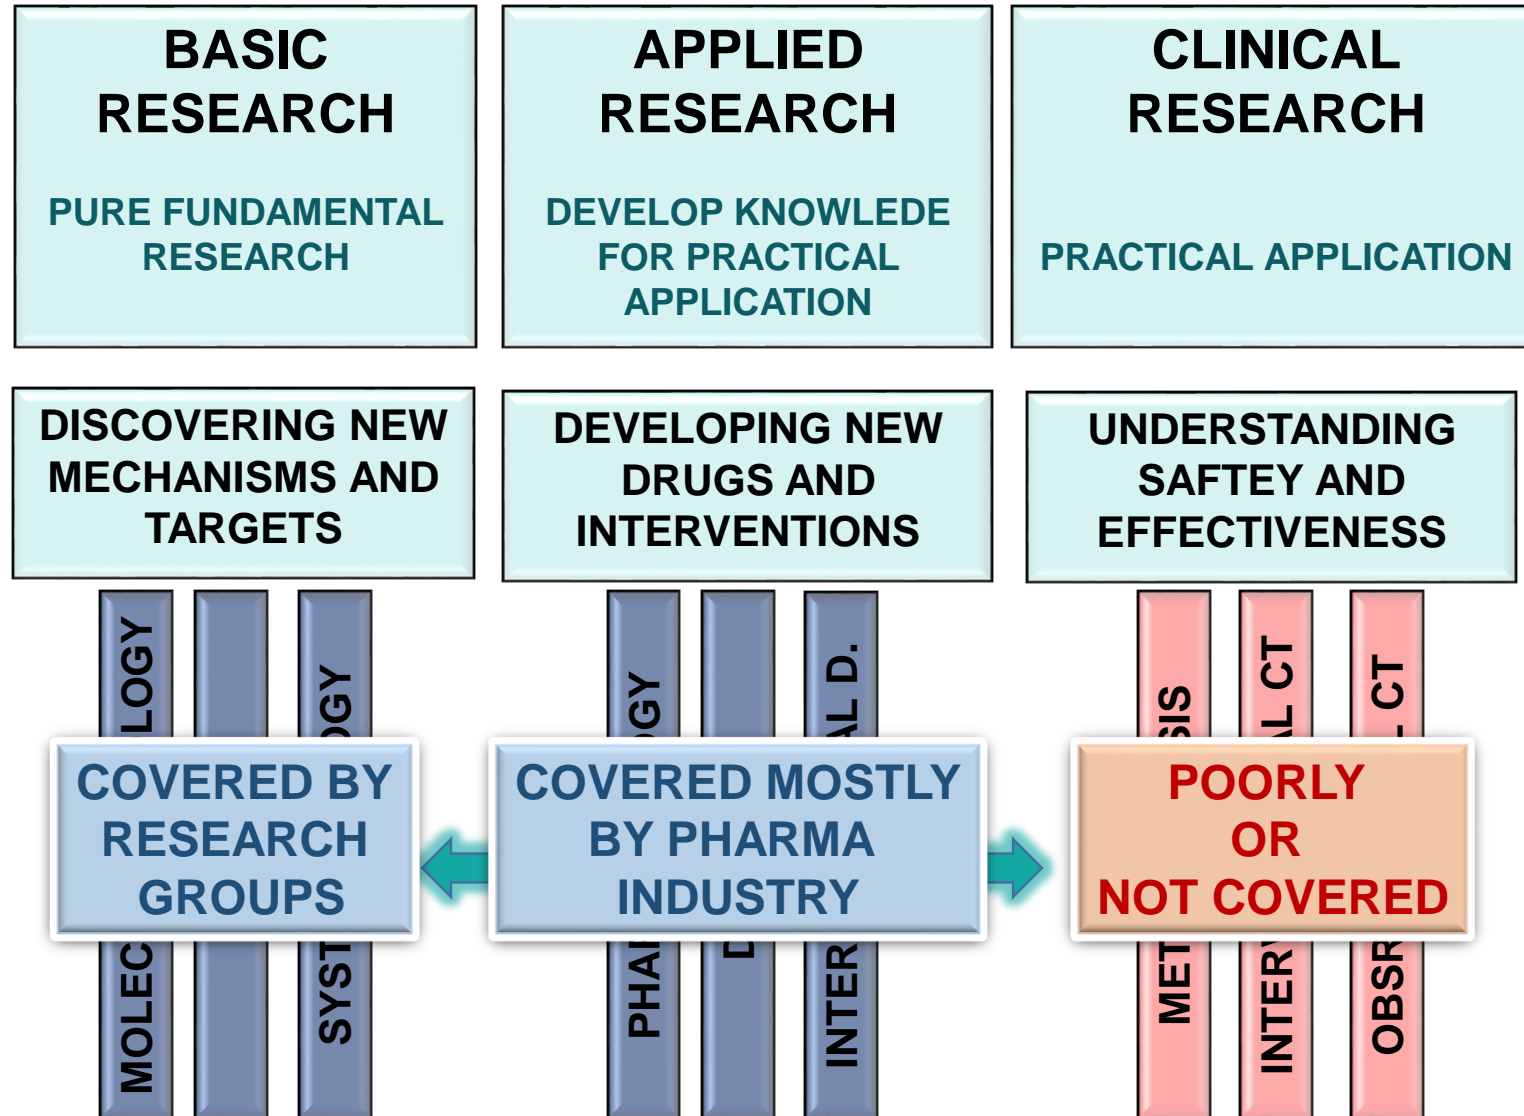 BASIC
RESEARCH
PURE FUNDAMENTAL
RESEARCH
APPLIED
RESEARCH
DEVELOP KNOWLEDE
FOR PRACTICAL
APPLICATION
CLINICAL
RESEARCH
PRACTICAL APPLICATION
DISCOVERING NEW
MECHANISMS AND
TARGETS
DEVELOPING NEW
DRUGS AND
INTERVENTIONS
UNDERSTANDING
SAFTEY AND
EFFECTIVENESS
COVERED BY
RESEARCH
GROUPS
COVERED MOSTLY
BY PHARMA
INDUSTRY
POORLY
OR
NOT COVERED